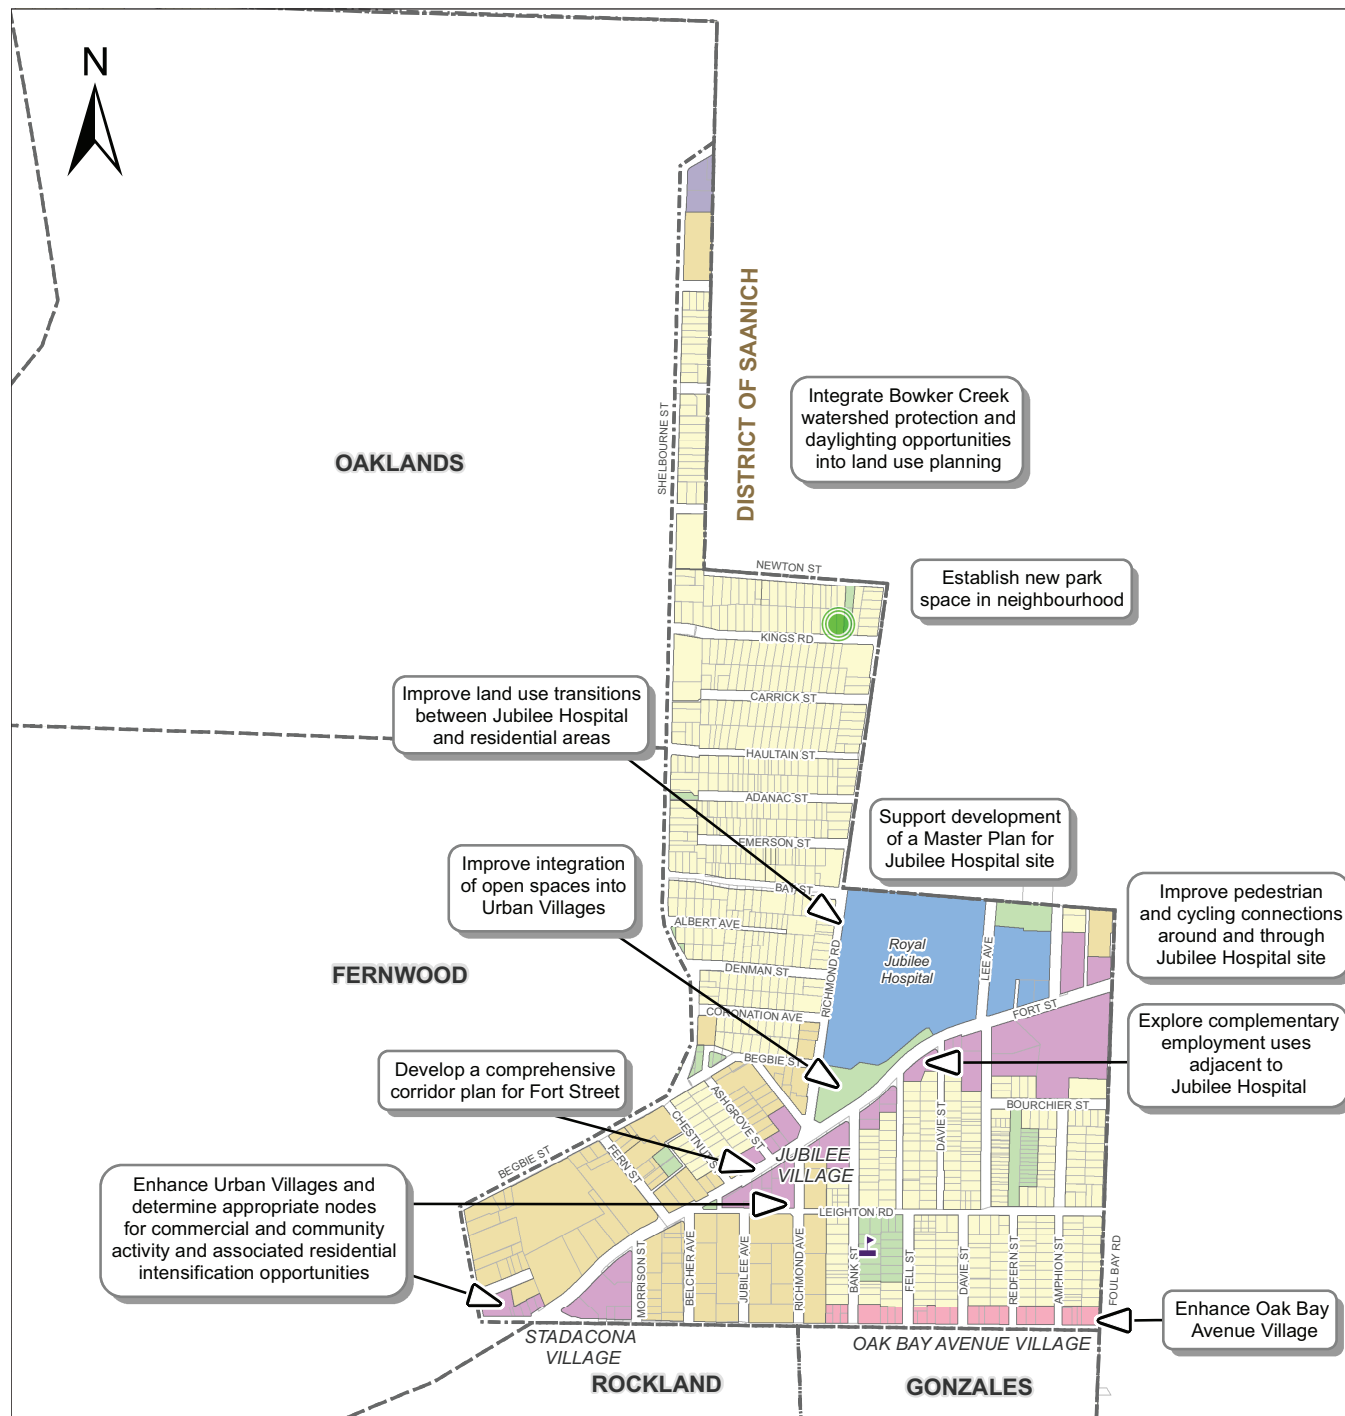 N
DISTRICT OF SAANICH
SHELBOURNE ST
OAKLANDS
Integrate Bowker Creek
watershed protection and
daylighting opportunities
into land use planning
NEWTON ST
Establish new park
space in neighbourhood
KINGS RD
Improve land use transitions
between Jubilee Hospital
and residential areas
CARRICK ST
HAULTAIN ST
ADANAC ST
Support development
of a Master Plan for
Jubilee Hospital site
EMERSON ST
Improve integration
of open spaces into
Urban Villages
BAY ST
Improve pedestrian
and cycling connections
around and through
Jubilee Hospital site
ALBERT AVE
RICHMOND RD
Royal
Jubilee
Hospital
LEE AVE
FERNWOOD
DENMAN ST
CORONATION AVE
FORT ST
Explore complementary
employment uses
adjacent to
Jubilee Hospital
BEGBIE ST
Develop a comprehensive
corridor plan for Fort Street
ASHGROVE ST
CHESTNUT ST
DAVIE ST
BOURCHIER ST
BEGBIE ST
FERN ST
JUBILEE
VILLAGE
Enhance Urban Villages and
determine appropriate nodes
for commercial and community
activity and associated residential
intensification opportunities
LEIGHTON RD
MORRISON ST
BELCHER AVE
JUBILEE AVE
RICHMOND AVE
BANK ST
FELL ST
DAVIE ST
REDFERN ST
AMPHION ST
FOUL BAY RD
Enhance Oak Bay
Avenue Village
STADACONA
VILLAGE
OAK BAY AVENUE VILLAGE
ROCKLAND
GONZALES